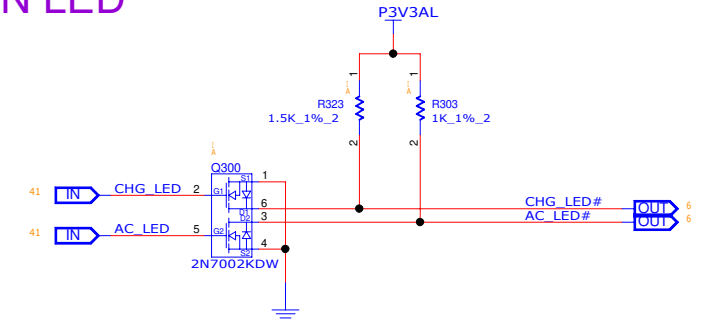 N LED
P3V3AL
1
1
1
A
1
A
R323
1.5K_1%_2
R303
1K_1%_2
2
2
1
A
Q300
S1
1
41
IN
CHG_LED
2
G1
D1
6
CHG_LED#
OUT
6
D2
3
AC_LED#
OUT
6
41
IN
AC_LED
5
G2
S2
4
2N7002KDW